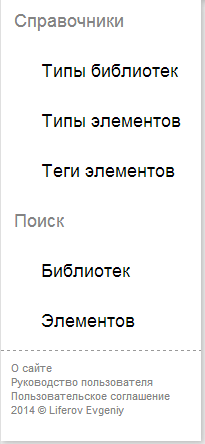 Справочники
Типы библиотек
Типы элементов
Теги элементов
Поиск
Библиотек
Элементов
О сайте
Руководство пользователя
Пользовательское соглашение
2014 © Liferov Evgeniy